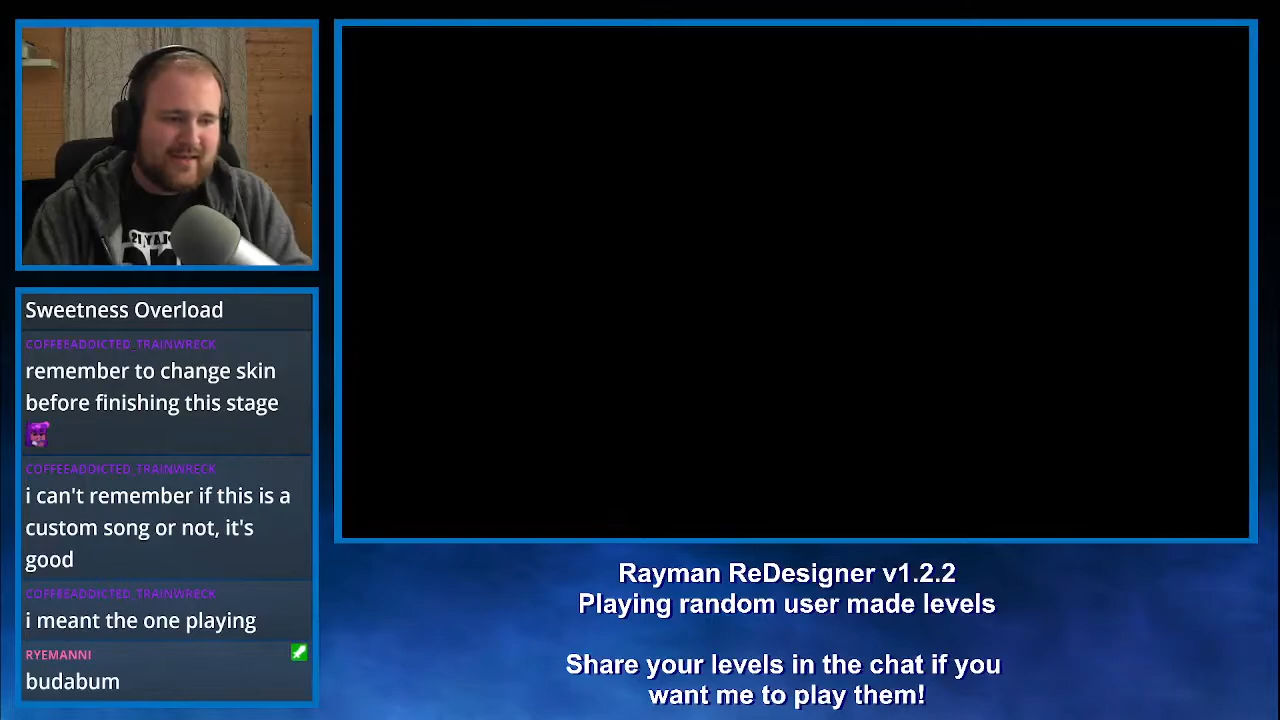 Sweetness Overload
COFFEEADDICTED_TRAINWRECK
remember to change skin
before finishing this stage
COFFEEADDICTED_TRAINWRECK
i can't remember if this is a
custom song or not, it's
good
COFFEEADDICTED_TRAINWRECK
i meant the one playing
RYEMANNI
budabum
Rayman ReDesigner v1.2.2
Playing random user made levels
Share your levels in the chat if you
want me to play them!